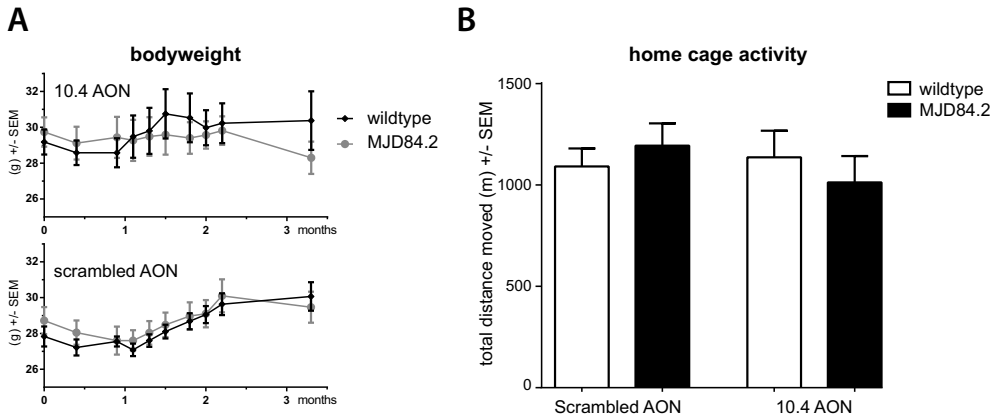 A
bodyweight
10.4 AON
(g) +/- SEM
32
30
28
26
0
1
2
3
months
wildtype
MJD84.2
scrambled AON
(g) +/- SEM
32
30
28
26
0
1
2
3
months
B
home cage activity
total distance moved (m) +/- SEM
1500
1000
500
0
Scrambled AON
10.4 AON
wildtype
MJD84.2